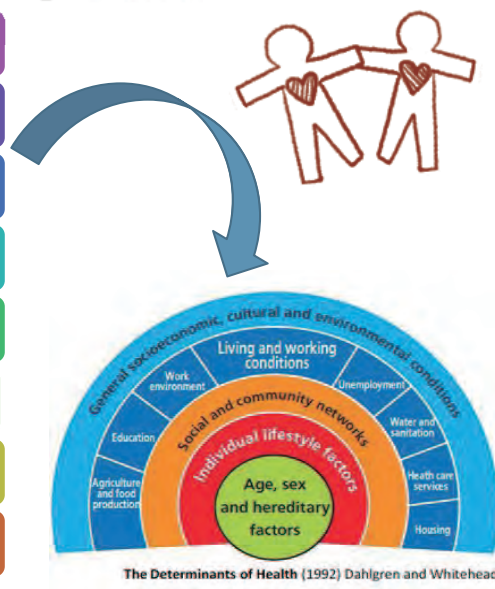 General socioeconomic, cultural and environmental conditions
Living and working
conditions
Work
environment
Unemployment
Education
Water and
sanitation
Agriculture
and food
production
Heath care
services
Housing
Social and community networks
Individual lifestyle factors
Age, sex
and hereditary
factors
The Determinants of Health (1992) Dahlgren and Whitehead